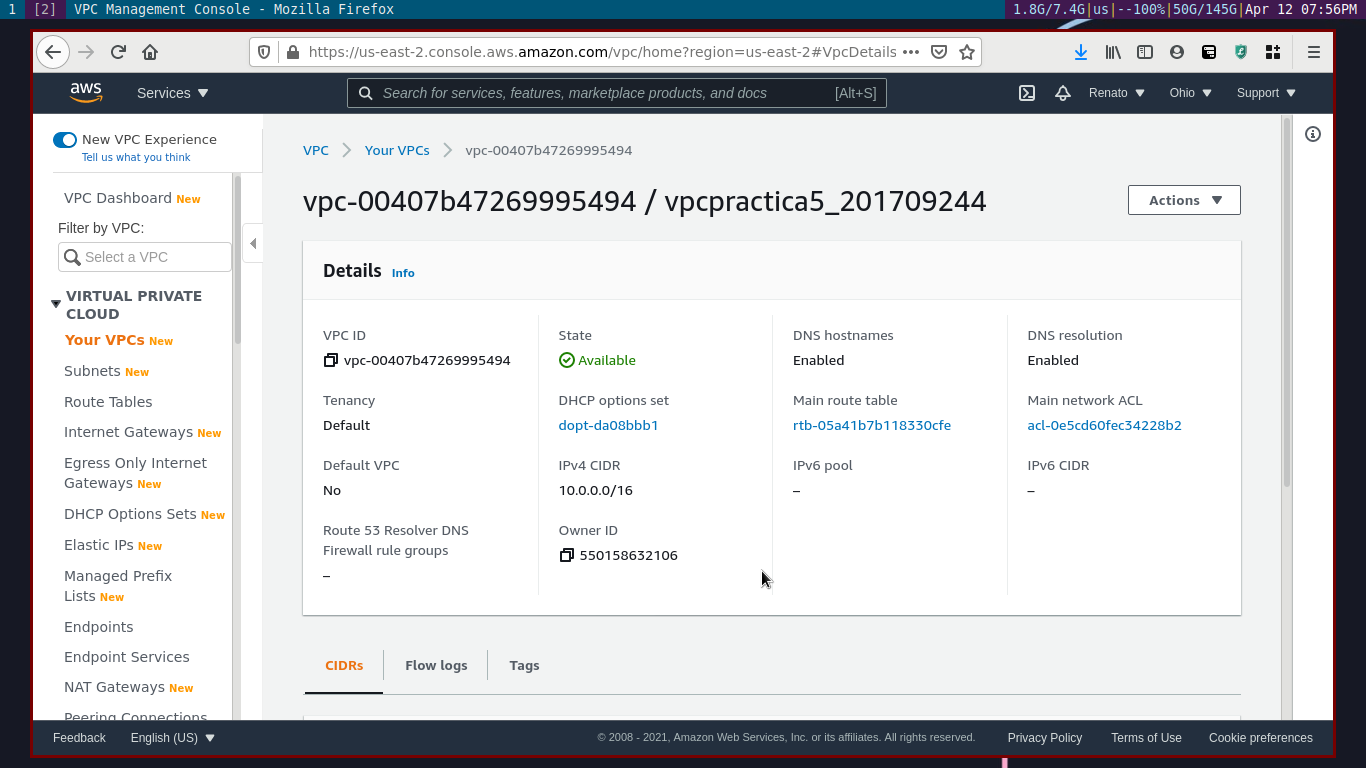 1 [2] VPC Management Console - Mozilla Firefox 1.8G/7.4G|us|--100%|50G/145G|Apr 12 07:56PM
https://us-east-2.console.aws.amazon.com/vpc/home?region=us-east-2#VpcDetails
aws Services Search for services, features, marketplace products, and docs [Alt+S] Renato Ohio Support
New VPC Experience
Tell us what you think
VPC Dashboard New
Filter by VPC:
Select a VPC
VIRTUAL PRIVATE
CLOUD
Your VPCs New
Subnets New
Route Tables
Internet Gateways New
Egress Only Internet
Gateways New
DHCP Options Sets New
Elastic IPs New
Managed Prefix
Lists New
Endpoints
Endpoint Services
NAT Gateways New
Peering Connections
VPC Your VPCs vpc-00407b47269995494
vpc-00407b47269995494 / vpcpractica5_201709244
Actions
Details Info
VPC ID
vpc-00407b47269995494
State
Available
DNS hostnames
Enabled
DNS resolution
Enabled
Tenancy
Default
DHCP options set
dopt-da08bbb1
Main route table
rtb-05a41b7b118330cfe
Main network ACL
acl-0e5cd60fec34228b2
Default VPC
No
IPv4 CIDR
10.0.0.0/16
IPv6 pool
–
IPv6 CIDR
–
Route 53 Resolver DNS
Firewall rule groups
–
Owner ID
550158632106
CIDRs Flow logs Tags
Feedback English (US) © 2008 - 2021, Amazon Web Services, Inc. or its affiliates. All rights reserved. Privacy Policy Terms of Use Cookie preferences